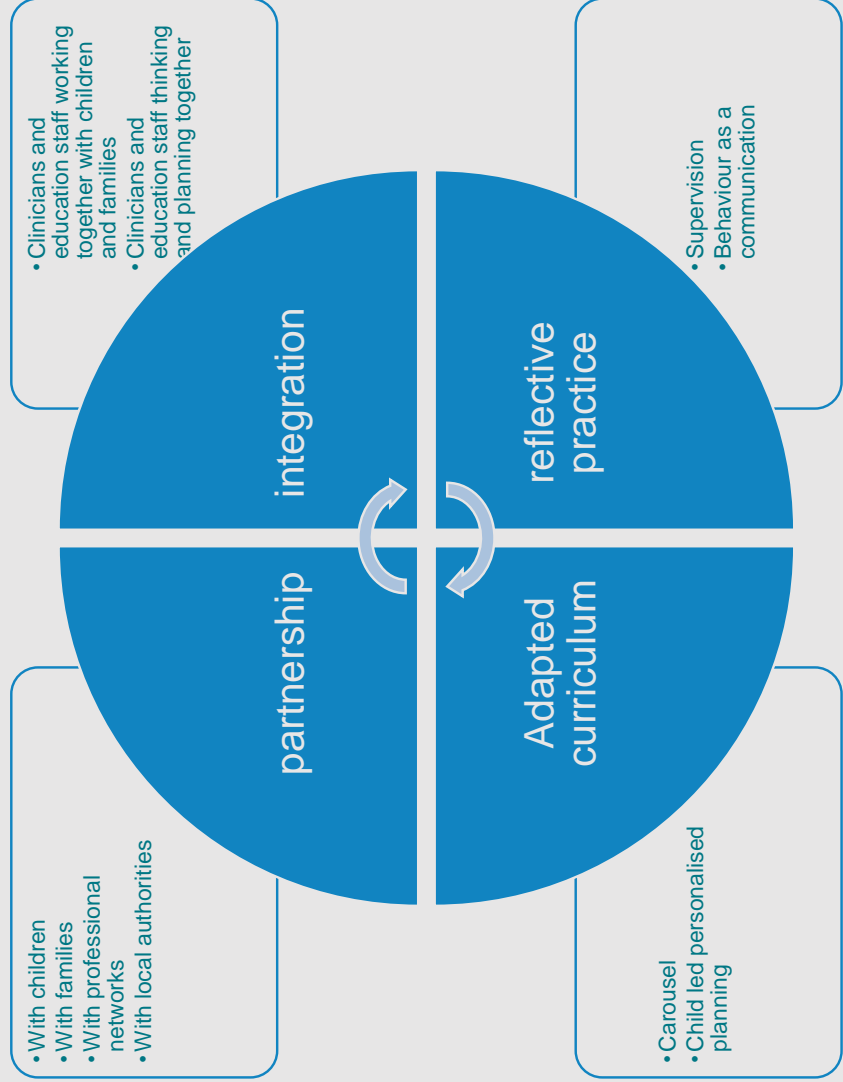 • With children
• With families
• With professional
networks
• With local authorities
• Clinicians and
education staff working
together with children
and families
• Clinicians and
education staff thinking
and planning together
partnership
integration
Adapted
curriculum
reflective
practice
• Carousel
• Child led personalised
planning
• Supervision
• Behaviour as a
communication